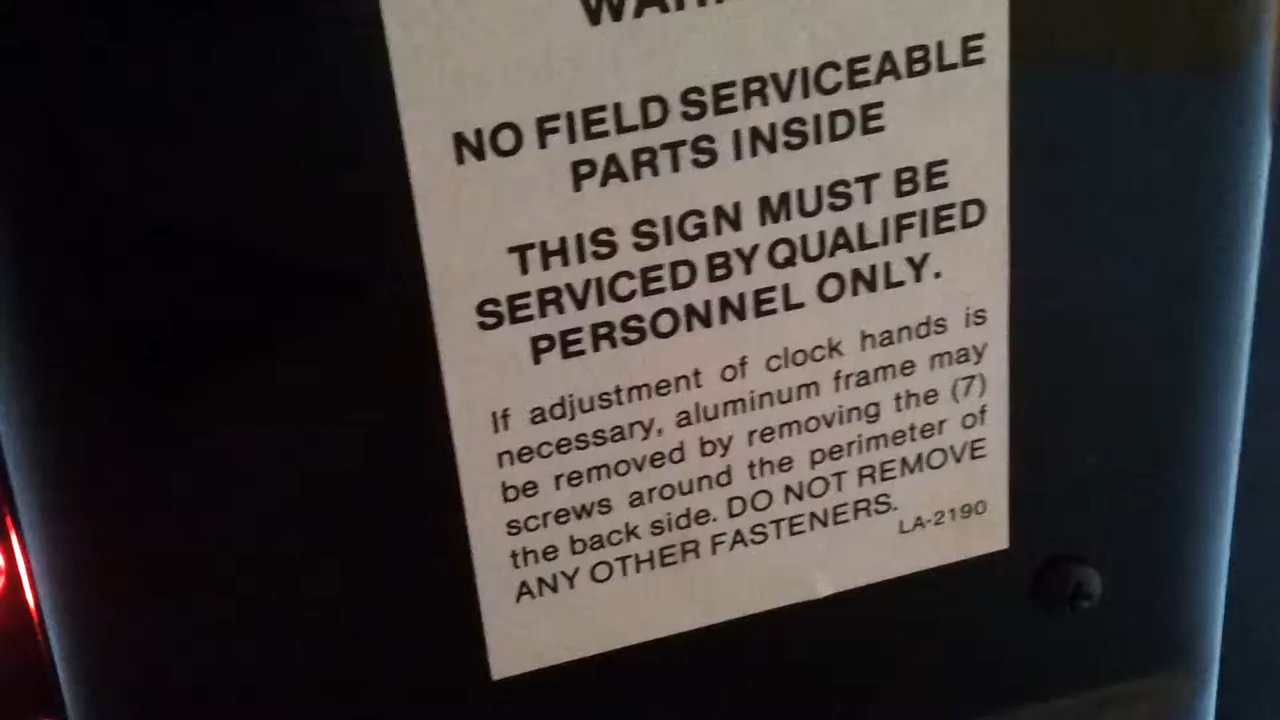 NO FIELD SERVICEABLE
PARTS INSIDE
THIS SIGN MUST BE
SERVICED BY QUALIFIED
PERSONNEL ONLY.
If adjustment of clock hands is
necessary, aluminum frame may
be removed by removing the (7)
screws around the perimeter of
the back side. DO NOT REMOVE
ANY OTHER FASTENERS.
LA-2190